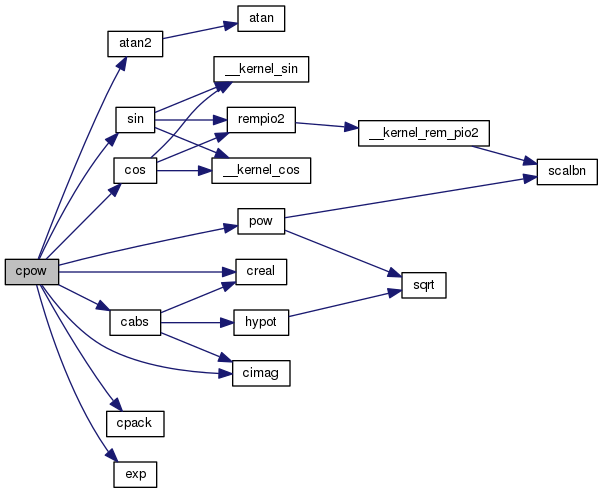 atan
atan2
__kernel_sin
sin
rempio2
__kernel_rem_pio2
cos
__kernel_cos
scalbn
pow
cpow
creal
sqrt
cabs
hypot
cimag
cpack
exp